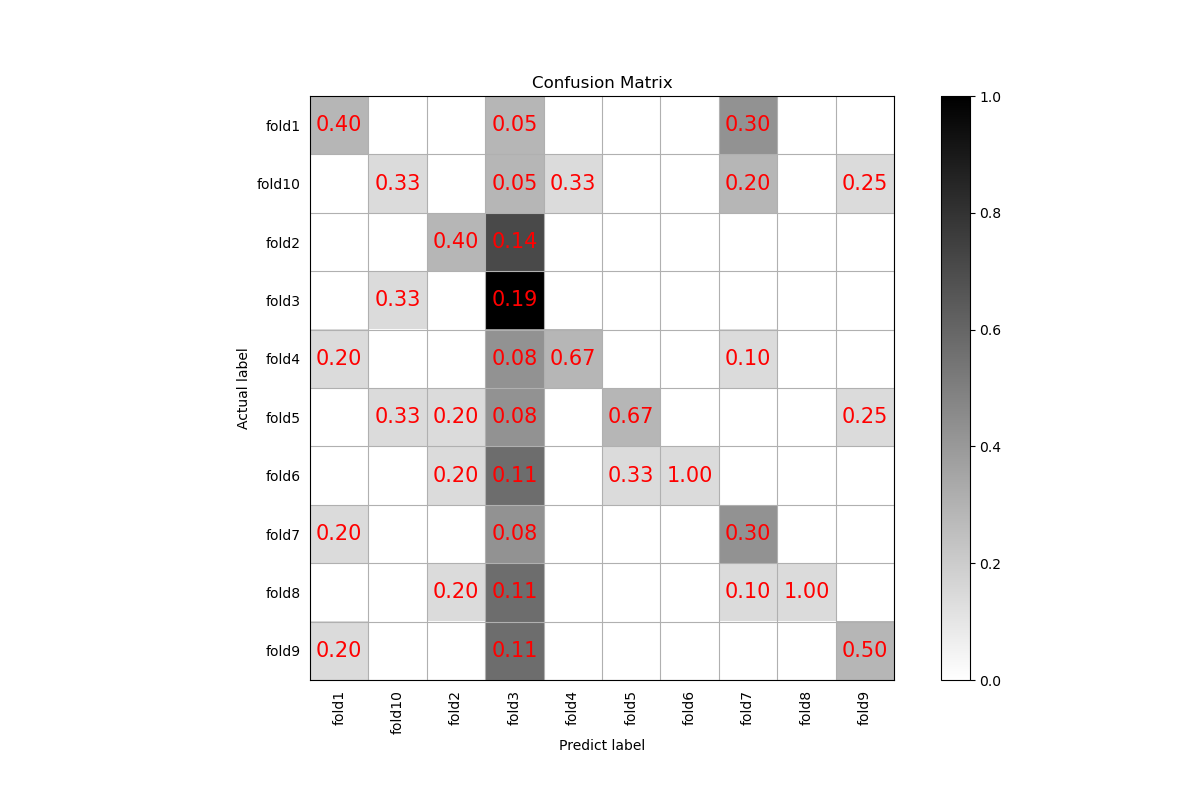 Confusion Matrix
fold1 0.40 0.05 0.30
fold10 0.33 0.05 0.33 0.20 0.25
fold2 0.40 0.14
fold3 0.33 0.19
fold4 0.20 0.08 0.67 0.10
fold5 0.33 0.20 0.08 0.67 0.25
fold6 0.20 0.11 0.33 1.00
fold7 0.20 0.08 0.30
fold8 0.20 0.11 0.10 1.00
fold9 0.20 0.11 0.50
Actual label
fold1 fold10 fold2 fold3 fold4 fold5 fold6 fold7 fold8 fold9
Predict label
1.0
0.8
0.6
0.4
0.2
0.0